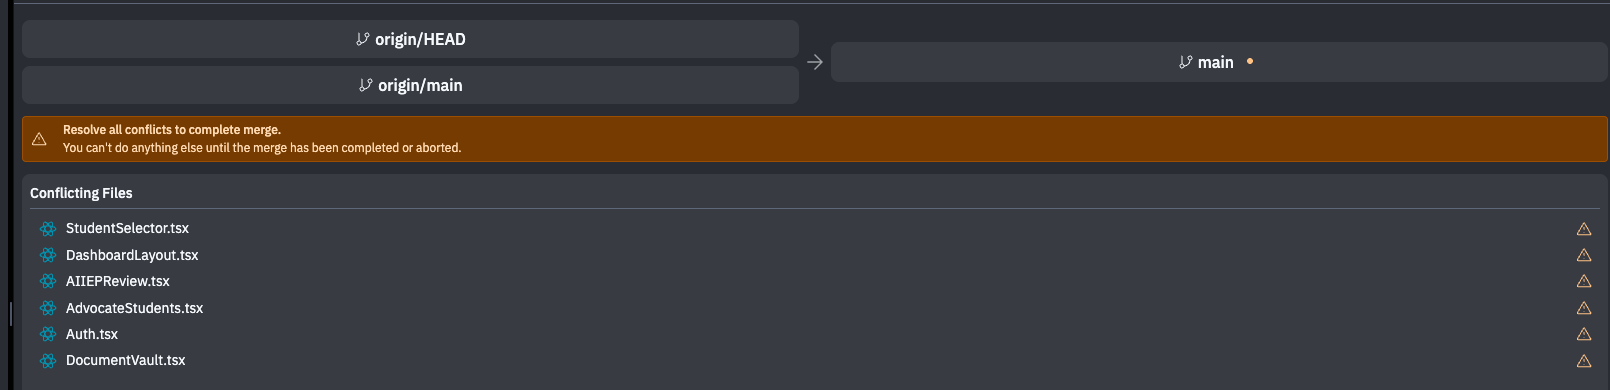 origin/HEAD
origin/main
main
Resolve all conflicts to complete merge.
You can't do anything else until the merge has been completed or aborted.
Conflicting Files
StudentSelector.tsx
DashboardLayout.tsx
AIIEPReview.tsx
AdvocateStudents.tsx
Auth.tsx
DocumentVault.tsx